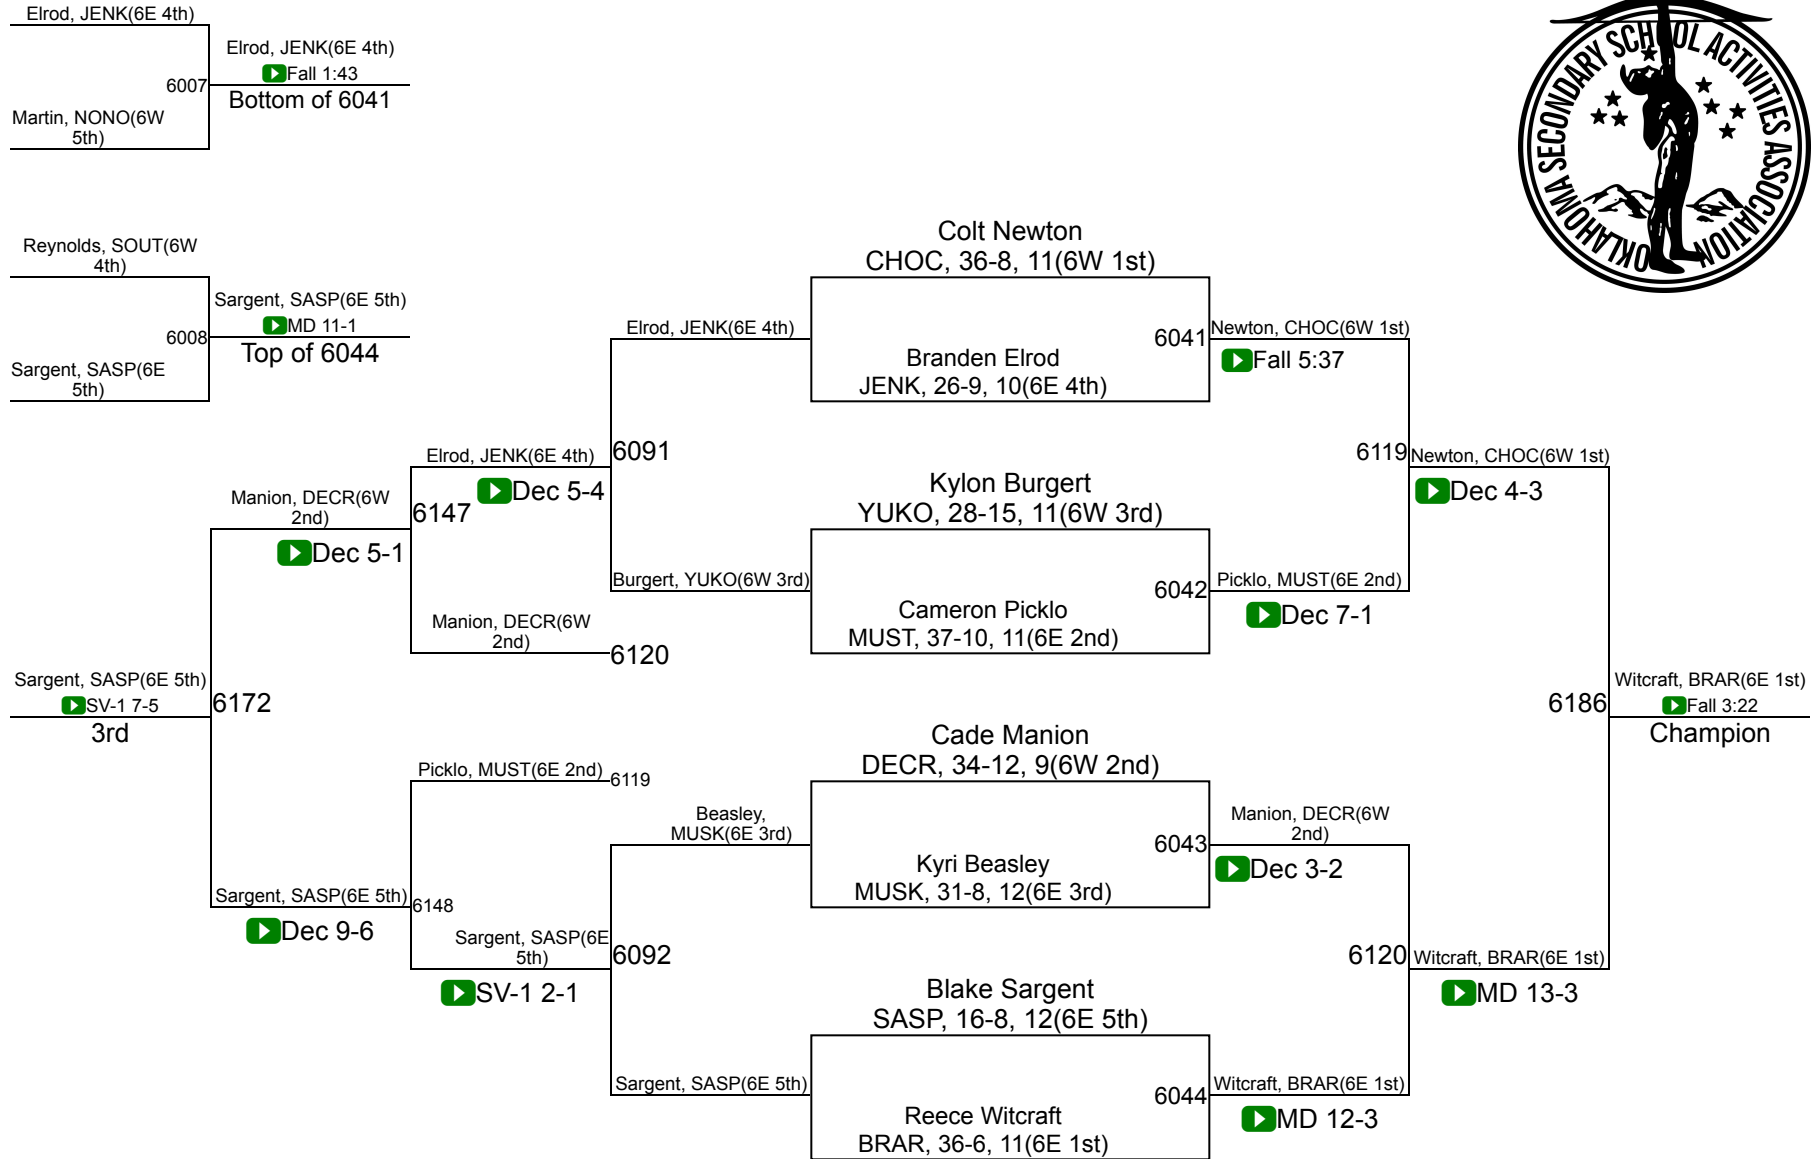 Elrod, JENK(6E 4th)
Elrod, JENK(6E 4th)
Fall 1:43
6007
Bottom of 6041
Martin, NONO(6W
5th)
OKLAHOMA SECONDARY SCHOOL ACTIVITIES ASSOCIATION
Reynolds, SOUT(6W
4th)
Sargent, SASP(6E 5th)
MD 11-1
6008
Top of 6044
Sargent, SASP(6E
5th)
Colt Newton
CHOC, 36-8, 11(6W 1st)
Elrod, JENK(6E 4th)
6041
Newton, CHOC(6W 1st)
Fall 5:37
Branden Elrod
JENK, 26-9, 10(6E 4th)
Elrod, JENK(6E 4th)
Dec 5-4
6091
6119
Newton, CHOC(6W 1st)
Dec 4-3
Manion, DECR(6W
2nd)
Dec 5-1
6147
Kylon Burgert
YUKO, 28-15, 11(6W 3rd)
Burgert, YUKO(6W 3rd)
6042
Picklo, MUST(6E 2nd)
Dec 7-1
Cameron Picklo
MUST, 37-10, 11(6E 2nd)
Manion, DECR(6W
2nd)
6120
Sargent, SASP(6E 5th)
SV-1 7-5
3rd
6172
6186
Witcraft, BRAR(6E 1st)
Fall 3:22
Champion
Cade Manion
DECR, 34-12, 9(6W 2nd)
Picklo, MUST(6E 2nd)
6119
Beasley,
MUSK(6E 3rd)
6043
Manion, DECR(6W
2nd)
Dec 3-2
Kyri Beasley
MUSK, 31-8, 12(6E 3rd)
Sargent, SASP(6E 5th)
Dec 9-6
6148
Sargent, SASP(6E
5th)
SV-1 2-1
6092
6120
Witcraft, BRAR(6E 1st)
MD 13-3
Blake Sargent
SASP, 16-8, 12(6E 5th)
Sargent, SASP(6E 5th)
6044
Witcraft, BRAR(6E 1st)
MD 12-3
Reece Witcraft
BRAR, 36-6, 11(6E 1st)